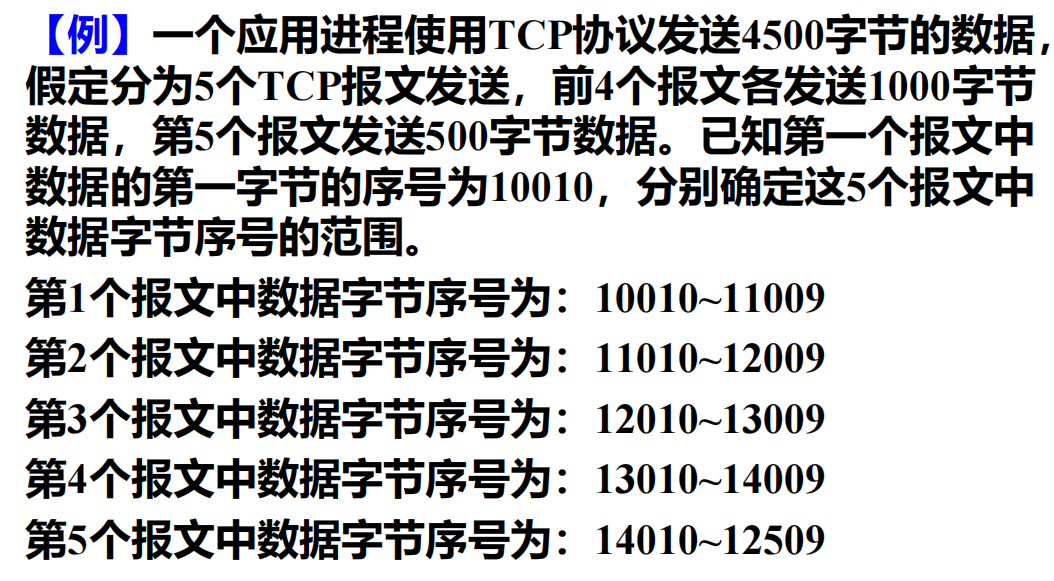 【例】一个应用进程使用TCP协议发送4500字节的数据，
假定分为5个TCP报文发送，前4个报文各发送1000字节
数据，第5个报文发送500字节数据。已知第一个报文中
数据的第一字节的序号为10010，分别确定这5个报文中
数据字节序号的范围。
第1个报文中数据字节序号为：10010~11009
第2个报文中数据字节序号为：11010~12009
第3个报文中数据字节序号为：12010~13009
第4个报文中数据字节序号为：13010~14009
第5个报文中数据字节序号为：14010~12509